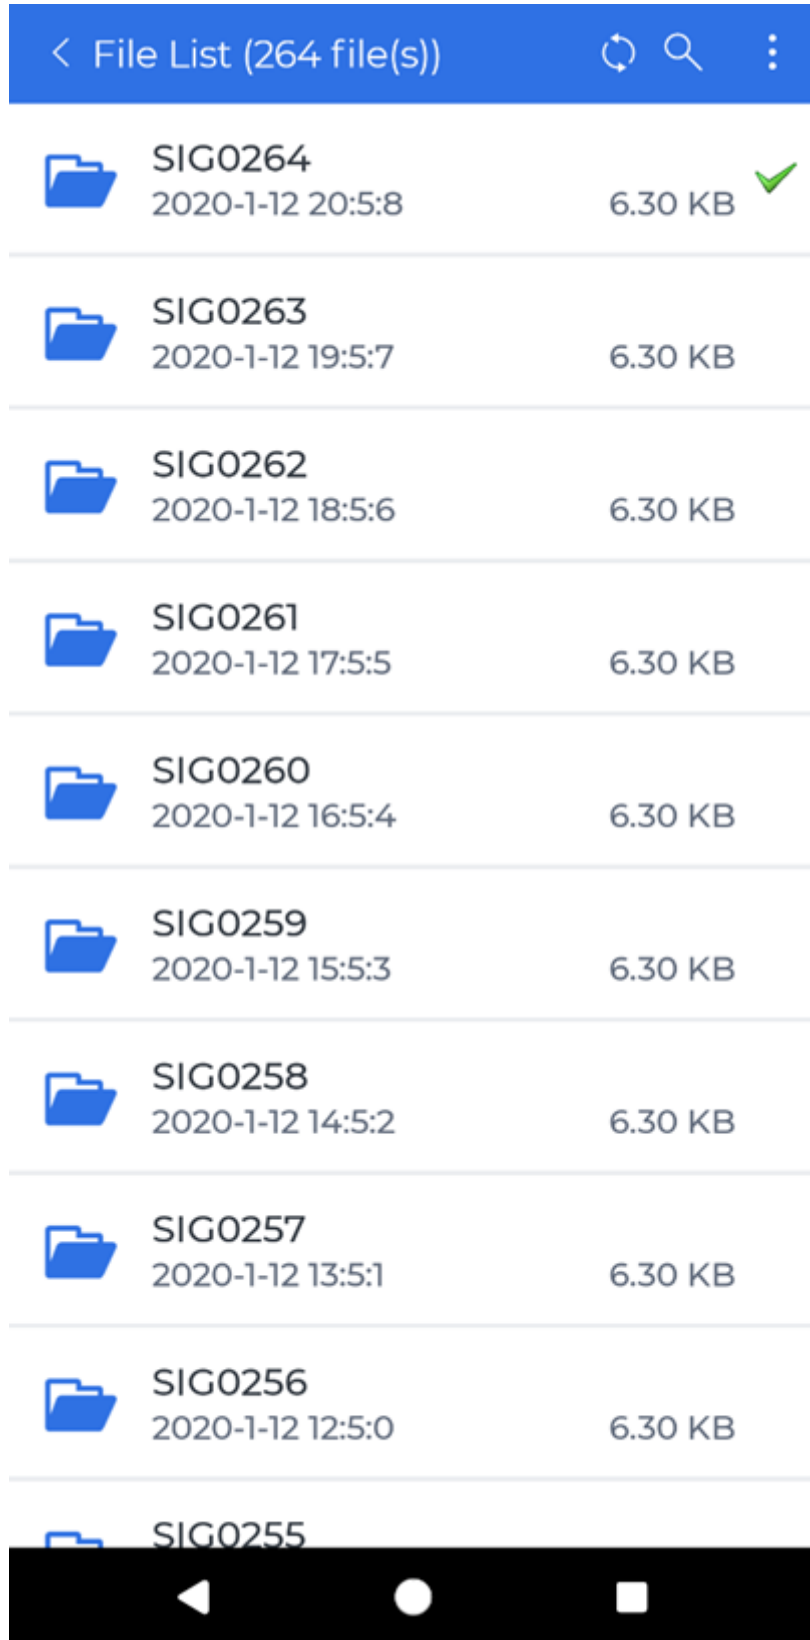 File List (264 file(s))
SIG0264
2020-1-12 20:5:8 6.30 KB
SIG0263
2020-1-12 19:5:7 6.30 KB
SIG0262
2020-1-12 18:5:6 6.30 KB
SIG0261
2020-1-12 17:5:5 6.30 KB
SIG0260
2020-1-12 16:5:4 6.30 KB
SIG0259
2020-1-12 15:5:3 6.30 KB
SIG0258
2020-1-12 14:5:2 6.30 KB
SIG0257
2020-1-12 13:5:1 6.30 KB
SIG0256
2020-1-12 12:5:0 6.30 KB
SIG0255